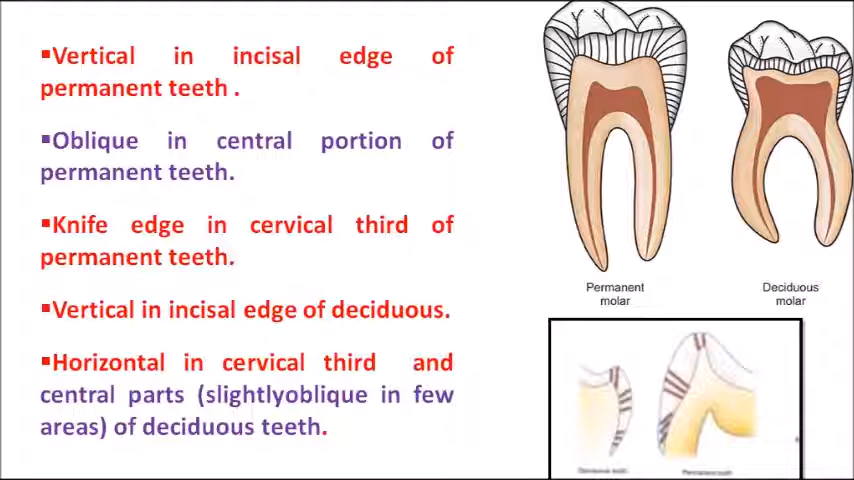 ▪Vertical in incisal edge of
permanent teeth .
▪Oblique in central portion of
permanent teeth.
▪Knife edge in cervical third of
permanent teeth.
▪Vertical in incisal edge of deciduous.
▪Horizontal in cervical third and
central parts (slightlyoblique in few
areas) of deciduous teeth.
Permanent
molar
Deciduous
molar